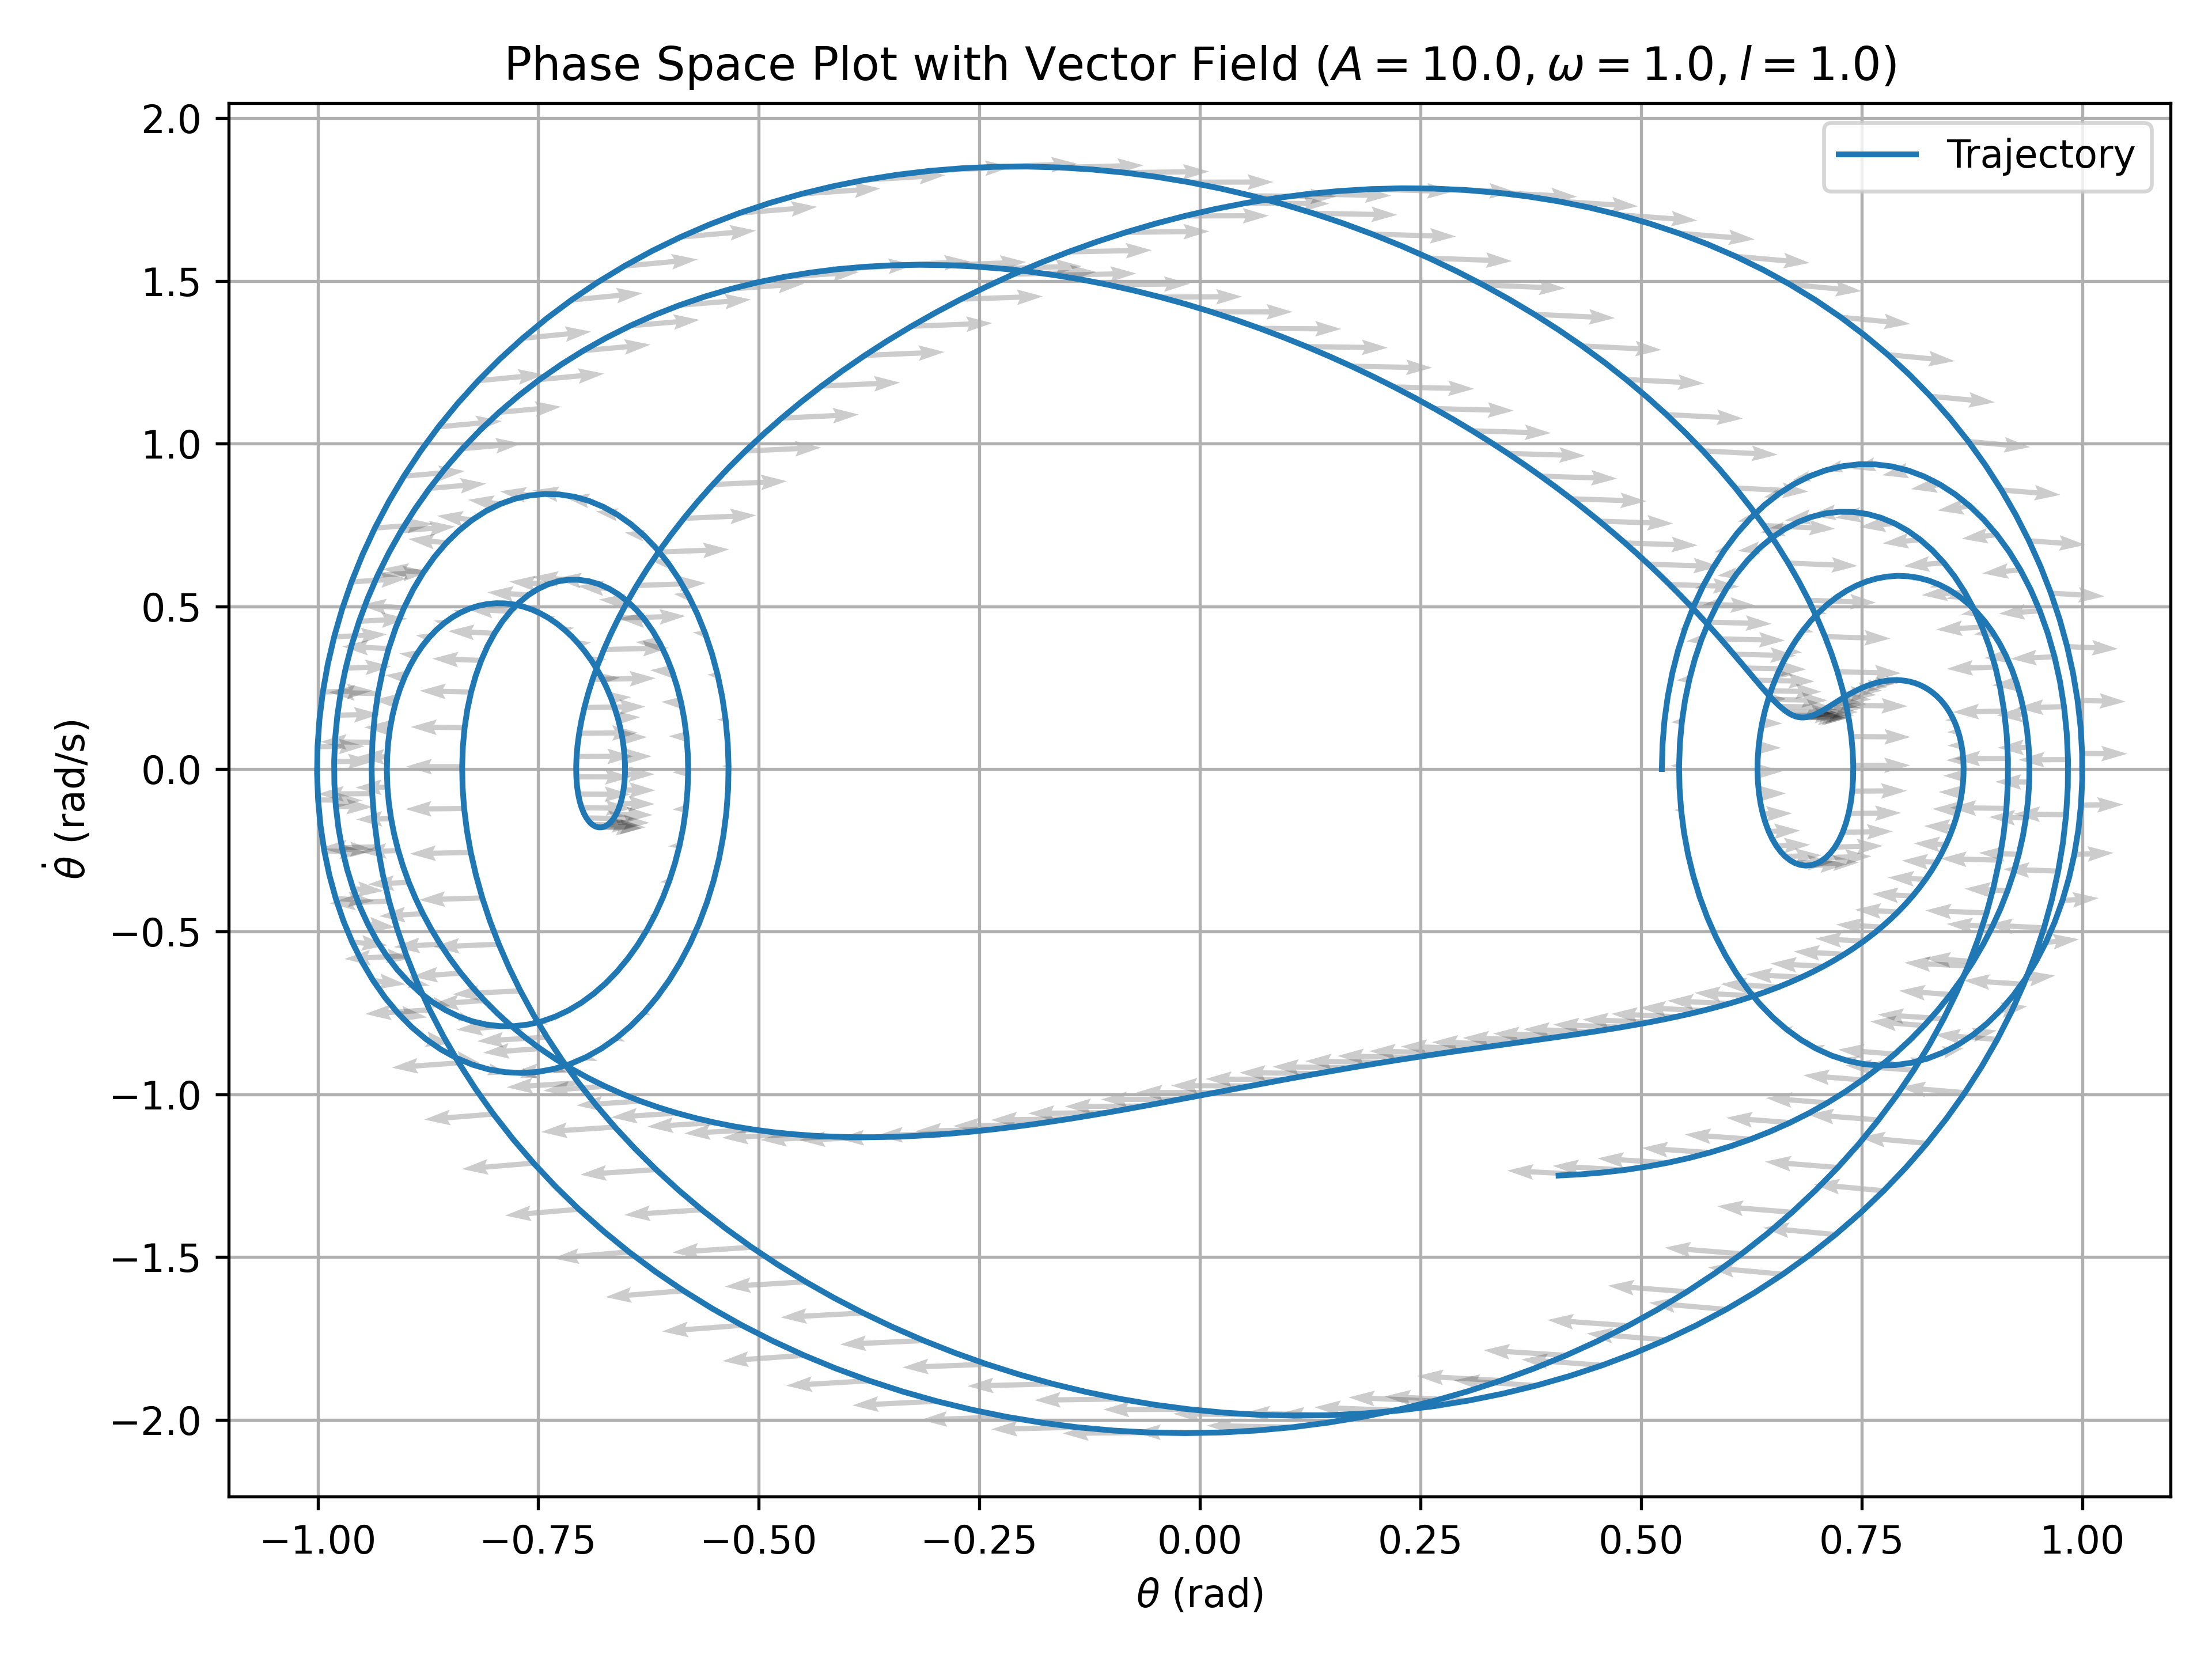 Phase Space Plot with Vector Field (A = 10.0, ω = 1.0, l = 1.0)
Trajectory
2.0
1.5
1.0
0.5
0.0
−0.5
−1.0
−1.5
−2.0
θ̇ (rad/s)
−1.00 −0.75 −0.50 −0.25 0.00 0.25 0.50 0.75 1.00
θ (rad)